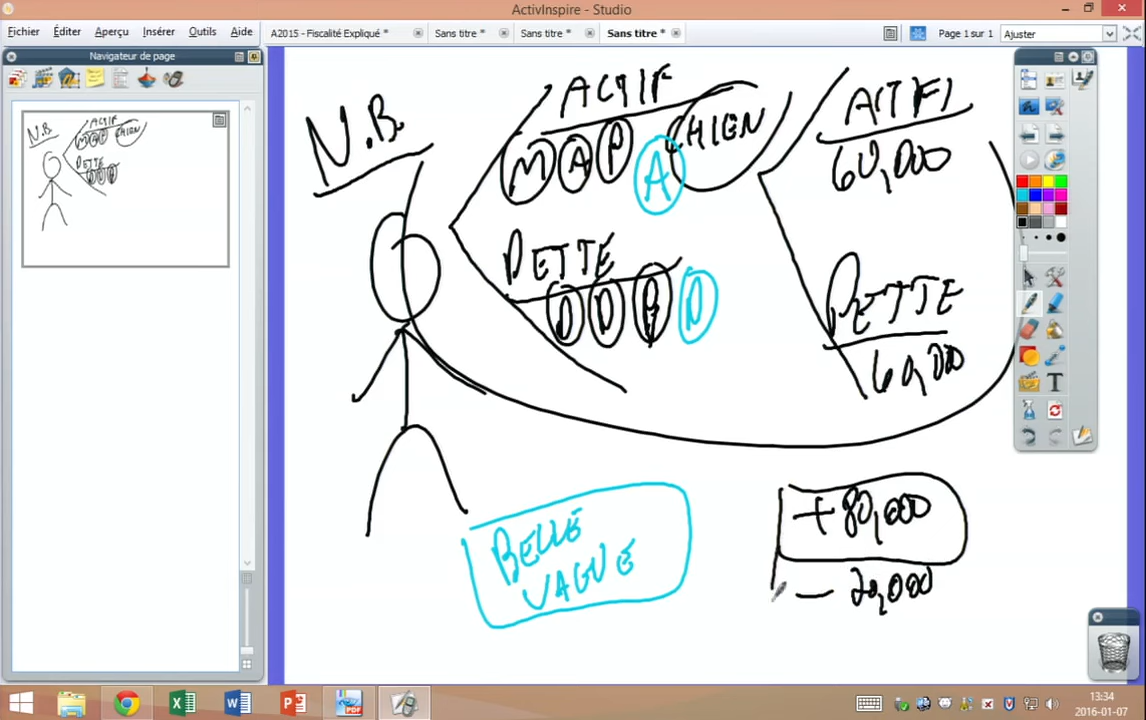 ActivInspire - Studio
Fichier Éditer Aperçu Insérer Outils Aide
A2015 - Fiscalité Expliqué * Sans titre * Sans titre * Sans titre *
Page 1 sur 1 Ajuster
Navigateur de page
N.B.
ACTIF
M A P A CHIEN
DETTE
D D D D
60,000
DETTE
60,000
BELLE
VAGUE
+ 80,000
- 20,000
N.B.
ACTIF
M A P CHIEN
DETTE
D D D
13:34
2016-01-07